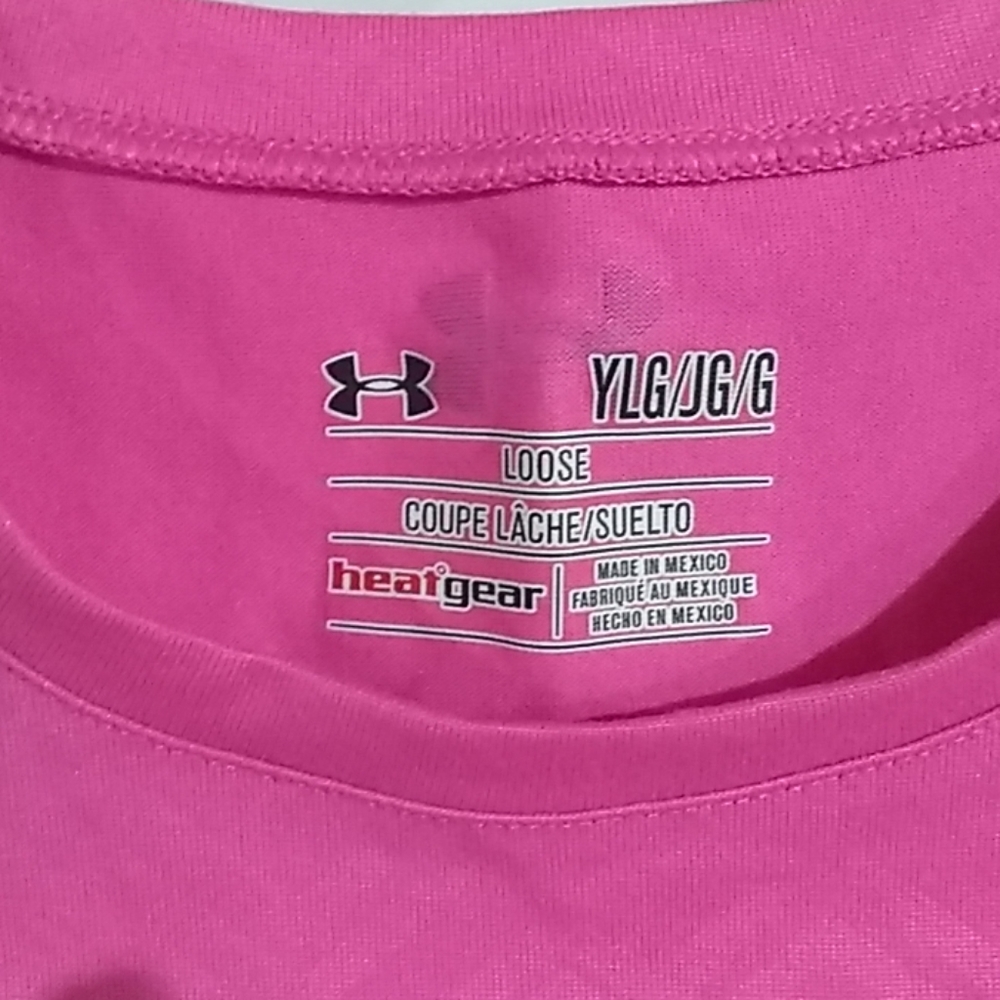 YLG/JG/G
LOOSE
COUPE LÂCHE/SUELTO
heatgear
MADE IN MEXICO
FABRIQUÉ AU MEXIQUE
HECHO EN MEXICO